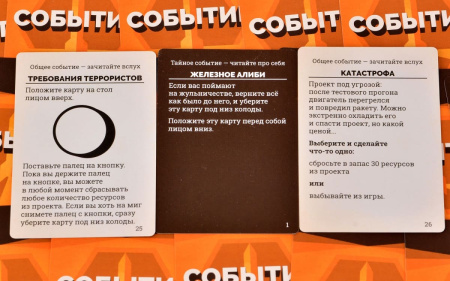 СОБЫТИ
СОБЫТИ
Общее событие — зачитайте вслух
ТРЕБОВАНИЯ ТЕРРОРИСТОВ
Положите карту на стол
лицом вверх.
Поставьте палец на кнопку.
Пока вы держите палец
на кнопке, вы можете
в любой момент сбрасывать
любое количество ресурсов
из проекта. Если вы хоть на миг
снимете палец с кнопки, сразу
уберите карту под низ колоды.
25
Тайное событие — читайте про себя
ЖЕЛЕЗНОЕ АЛИБИ
Если вас поймают
на жульничестве, верните всё
как было до него, и уберите
эту карту под низ колоды.
Положите эту карту перед собой
лицом вниз.
1
Общее событие — зачитайте вслух
КАТАСТРОФА
Проект под угрозой:
после тестового прогона
двигатель перегрелся
и повредил ракету. Можно
экстренно охладить его
и спасти проект, но какой
ценой...
Выберите и сделайте
что-то одно:
сбросьте в запас 30 ресурсов
из проекта
или
выбывайте из игры.
26
СОБЫТИ
СОБЫТИ